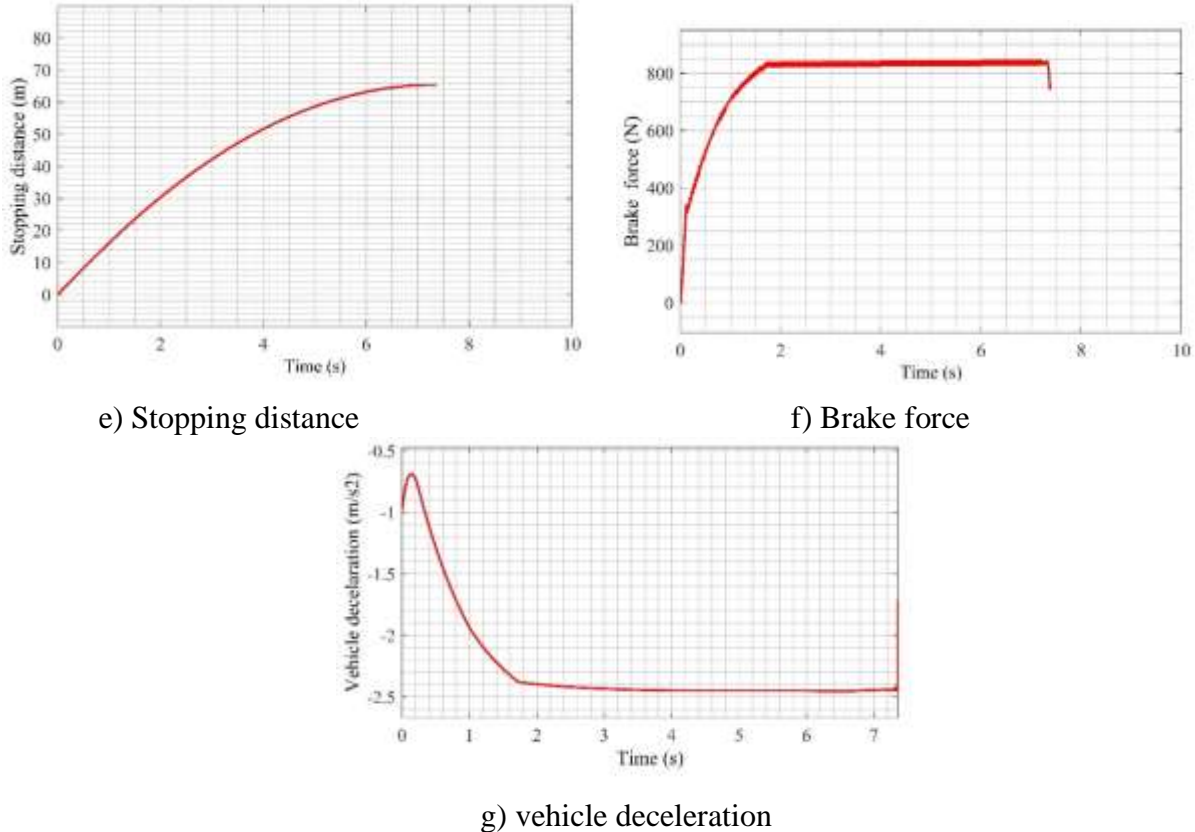 80
70
60
50
40
30
20
10
0
Stopping distance (m)
0 2 4 6 8 10
Time (s)
800
600
400
200
0
Brake force (N)
0 2 4 6 8 10
Time (s)
e) Stopping distance
f) Brake force
-0.5
-1
-1.5
-2
-2.5
Vehicle decelaration (m/s2)
0 1 2 3 4 5 6 7
Time (s)
g) vehicle deceleration